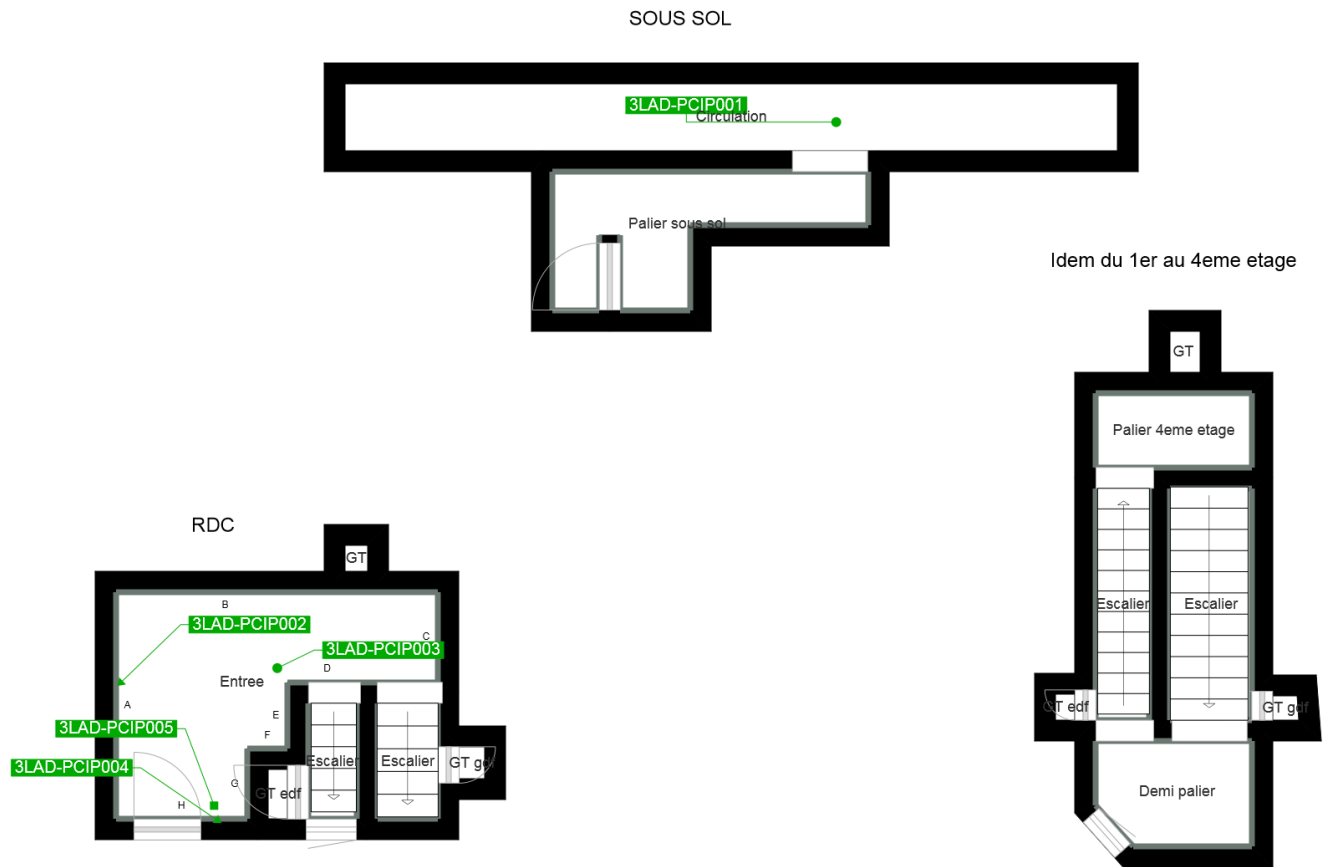 SOUS SOL
3LAD-PCIP001
Circulation
Palier sous sol
Idem du 1er au 4eme etage
GT
Palier 4eme etage
Escalier
Escalier
GT edf
GT gdf
Demi palier
RDC
GT
B
3LAD-PCIP002
C
3LAD-PCIP003
D
Entree
A
E
3LAD-PCIP005
F
3LAD-PCIP004
Escalier
Escalier
GT gdf
G
GT edf
H